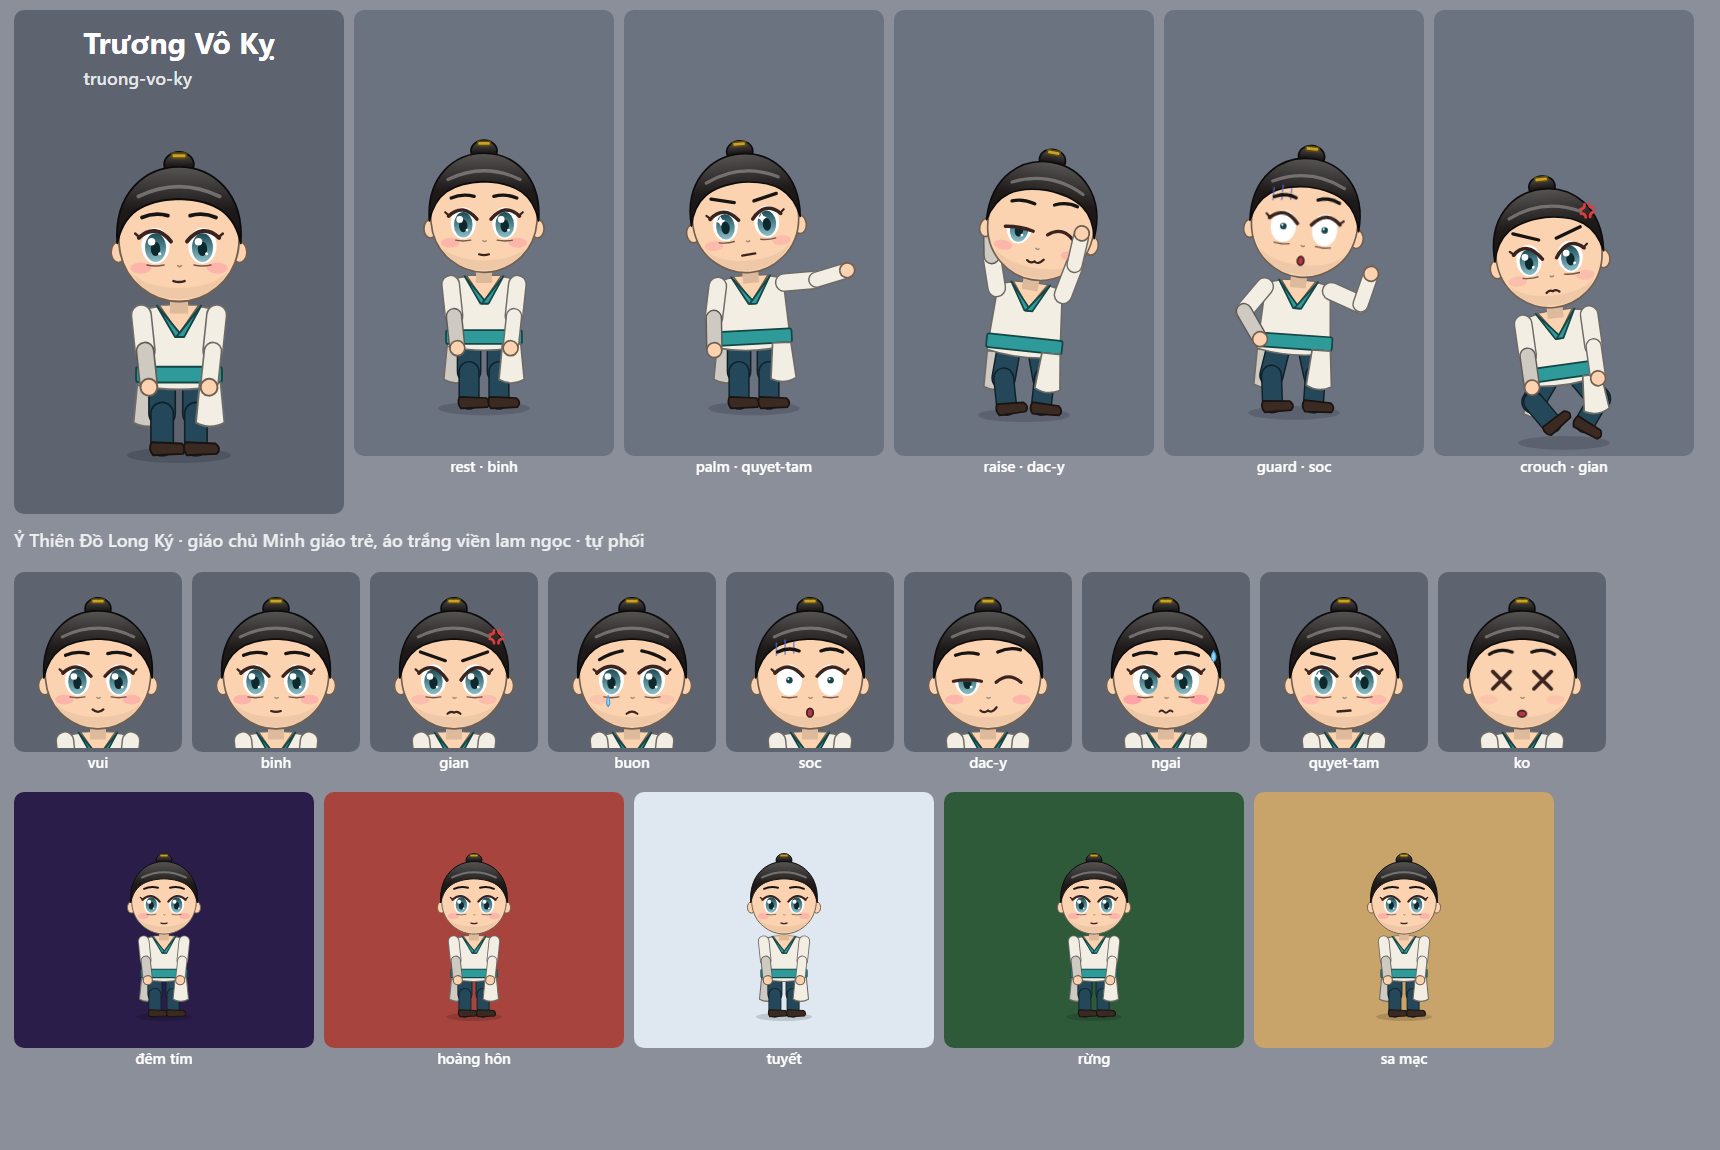 Trương Vô Kỵ
truong-vo-ky
rest · binh
palm · quyet-tam
raise · dac-y
guard · soc
crouch · gian
Ỷ Thiên Đồ Long Ký · giáo chủ Minh giáo trẻ, áo trắng viền lam ngọc · tự phối
vui
binh
gian
buon
soc
dac-y
ngai
quyet-tam
ko
đêm tím
hoàng hôn
tuyết
rừng
sa mạc